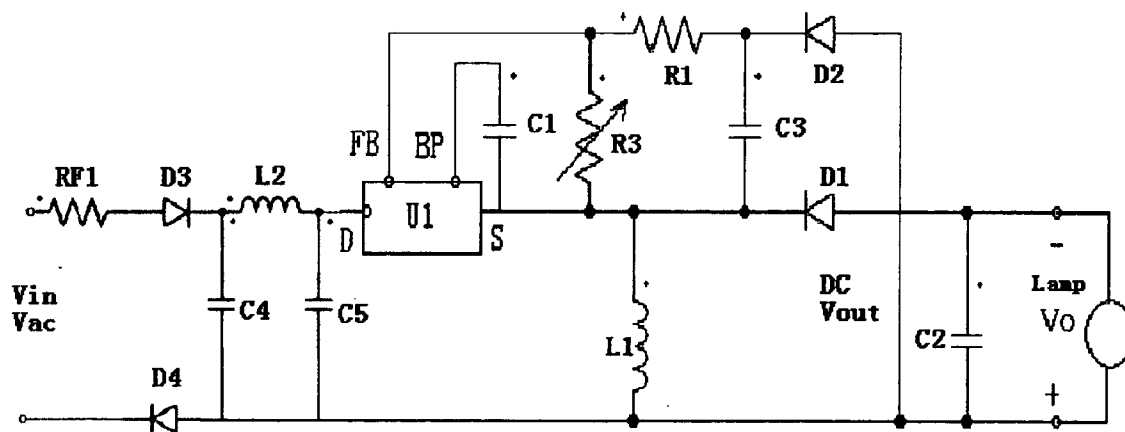 R1
D2
C1
C3
FB
BP
R3
RF1
D3
L2
D1
U1
D
S
-
Vin
Vac
C4
C5
L1
DC
Vout
Lamp
Vo
C2
D4
+